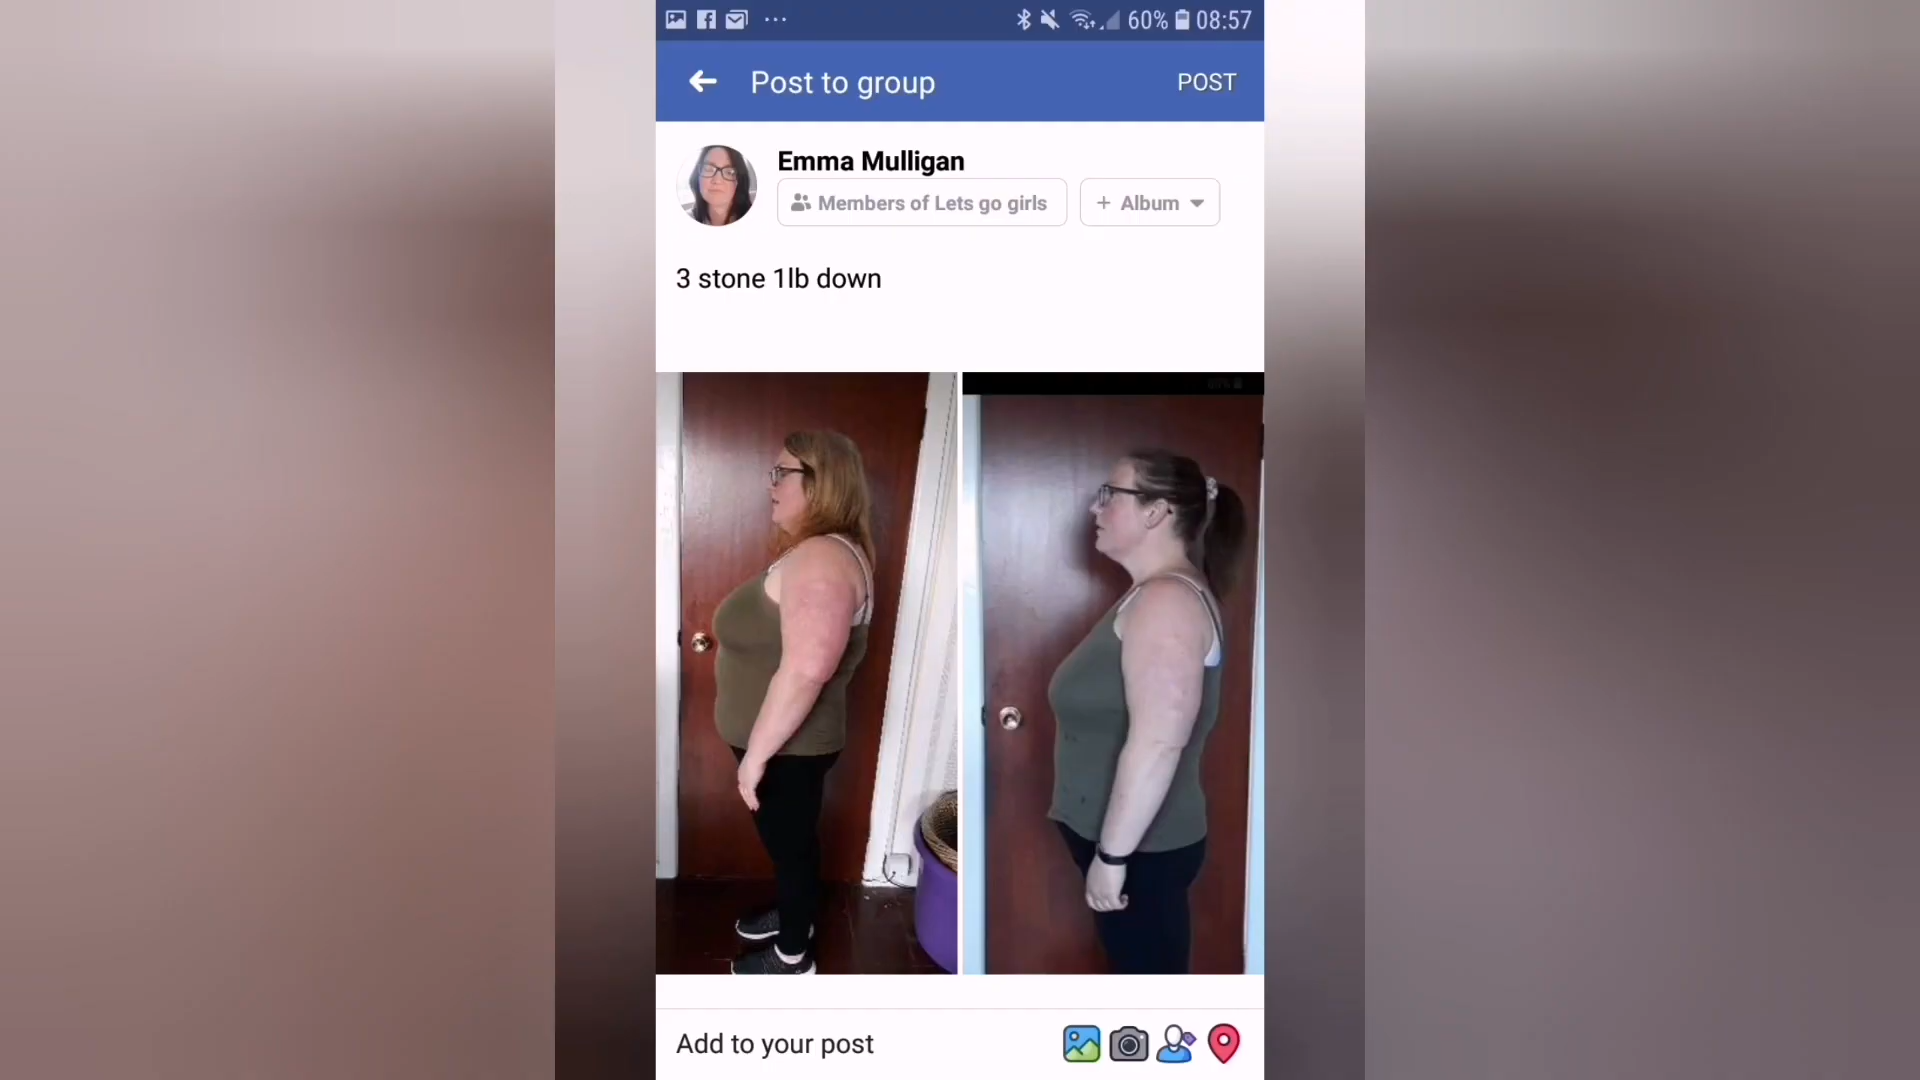 60% 08:57
Post to group POST
Emma Mulligan
Members of Lets go girls + Album
3 stone 1lb down
Add to your post